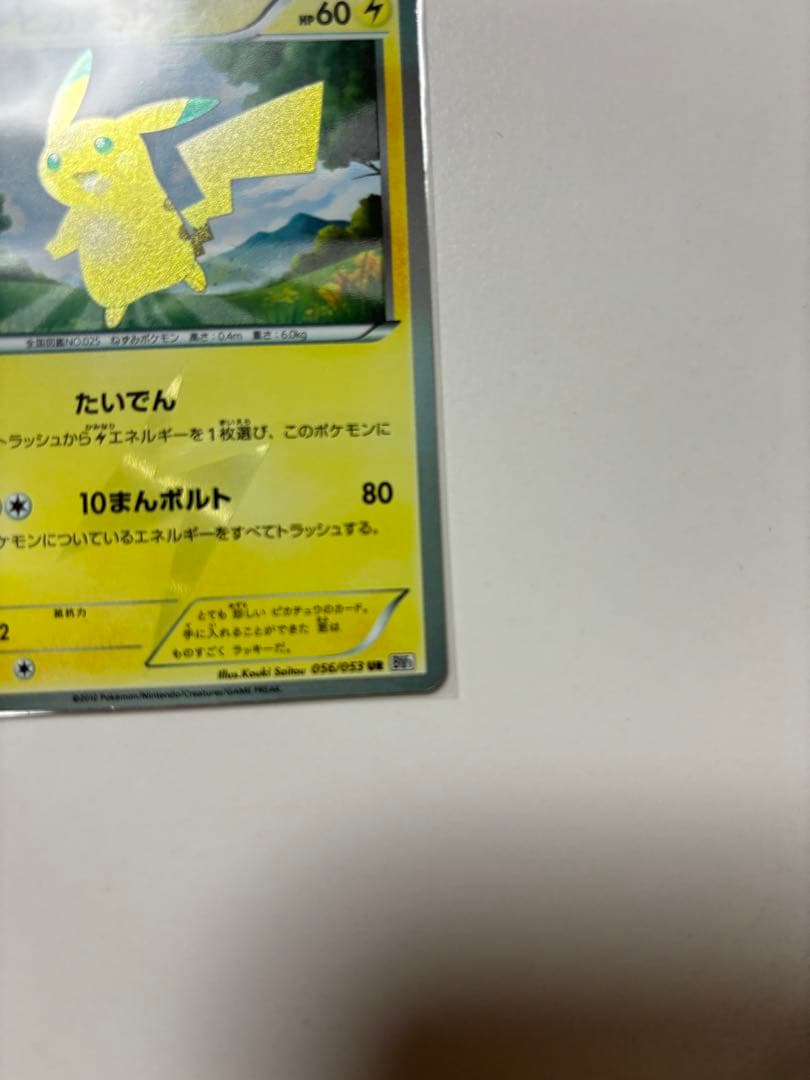 HP60
全国図鑑NO.025 ねずみポケモン 高さ:0.4m 重さ:6.0kg
たいでん
トラッシュからエネルギーを1枚選び、このポケモンに
10まんボルト 80
ケモンについているエネルギーをすべてトラッシュする。
抵抗力
2
とても 珍しい ピカチュウのカード。
手に入れることができた 君は
ものすごく ラッキーだ。
Illus.Kouki Saitou 056/053 UR
©2010 Pokémon/Nintendo/Creatures/GAME FREAK.